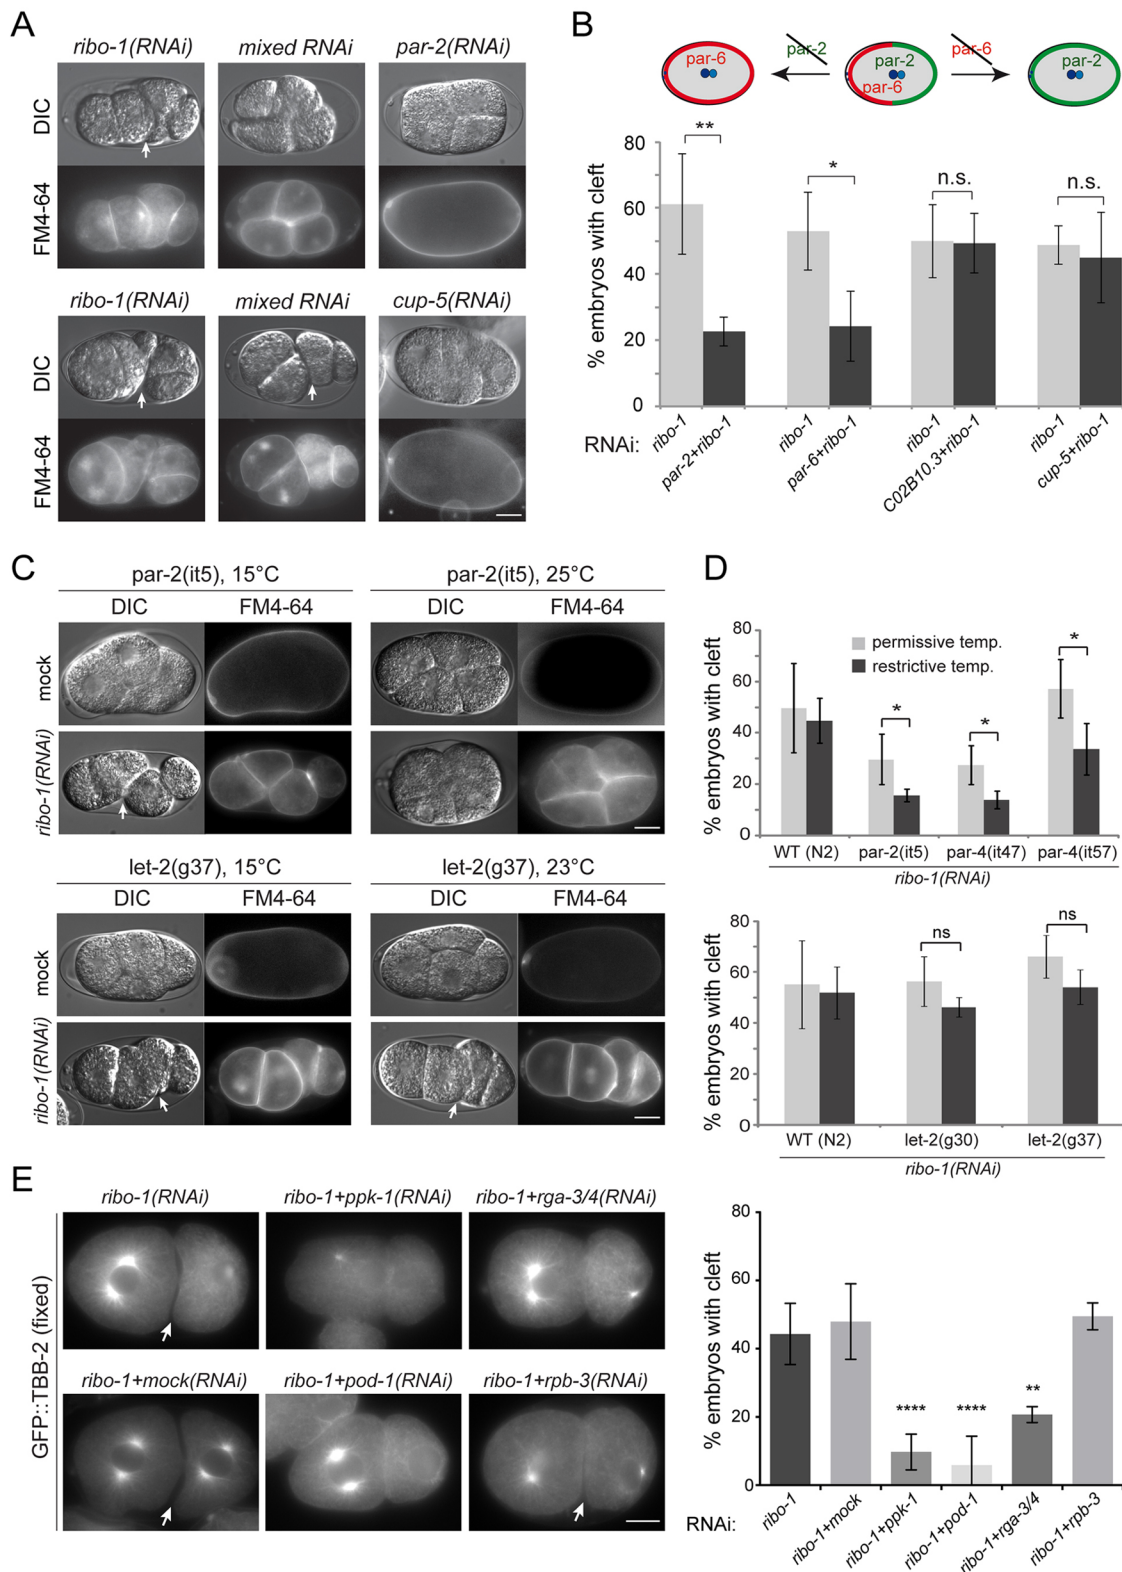 A
ribo-1(RNAi) mixed RNAi par-2(RNAi)
DIC
FM4-64
ribo-1(RNAi) mixed RNAi cup-5(RNAi)
DIC
FM4-64
B
par-6 par-2 par-2 par-6 par-2
par-6
% embryos with cleft
80
60
40
20
0
** * n.s. n.s.
RNAi: ribo-1 par-2+ribo-1 ribo-1 par-6+ribo-1 ribo-1 C02B10.3+ribo-1 ribo-1 cup-5+ribo-1
C
par-2(it5), 15°C par-2(it5), 25°C
DIC FM4-64 DIC FM4-64
mock
ribo-1(RNAi)
let-2(g37), 15°C let-2(g37), 23°C
DIC FM4-64 DIC FM4-64
mock
ribo-1(RNAi)
D
% embryos with cleft
80
60
40
20
0
permissive temp.
restrictive temp.
* * *
WT (N2) par-2(it5) par-4(it47) par-4(it57)
ribo-1(RNAi)
% embryos with cleft
80
60
40
20
0
ns ns
WT (N2) let-2(g30) let-2(g37)
ribo-1(RNAi)
E
GFP::TBB-2 (fixed)
ribo-1(RNAi) ribo-1+ppk-1(RNAi) ribo-1+rga-3/4(RNAi)
ribo-1+mock(RNAi) ribo-1+pod-1(RNAi) ribo-1+rpb-3(RNAi)
% embryos with cleft
80
60
40
20
0
**** **** **
RNAi: ribo-1 ribo-1+mock ribo-1+ppk-1 ribo-1+pod-1 ribo-1+rga-3/4 ribo-1+rpb-3